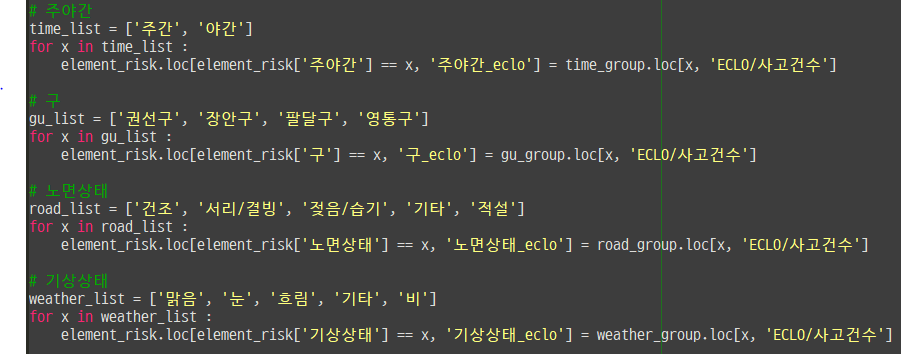 # 주야간
time_list = ['주간', '야간']
for x in time_list :
    element_risk.loc[element_risk['주야간'] == x, '주야간_eclo'] = time_group.loc[x, 'ECLO/사고건수']
# 구
gu_list = ['권선구', '장안구', '팔달구', '영통구']
for x in gu_list :
    element_risk.loc[element_risk['구'] == x, '구_eclo'] = gu_group.loc[x, 'ECLO/사고건수']
# 노면상태
road_list = ['건조', '서리/결빙', '젖음/습기', '기타', '적설']
for x in road_list :
    element_risk.loc[element_risk['노면상태'] == x, '노면상태_eclo'] = road_group.loc[x, 'ECLO/사고건수']
# 기상상태
weather_list = ['맑음', '눈', '흐림', '기타', '비']
for x in weather_list :
    element_risk.loc[element_risk['기상상태'] == x, '기상상태_eclo'] = weather_group.loc[x, 'ECLO/사고건수']